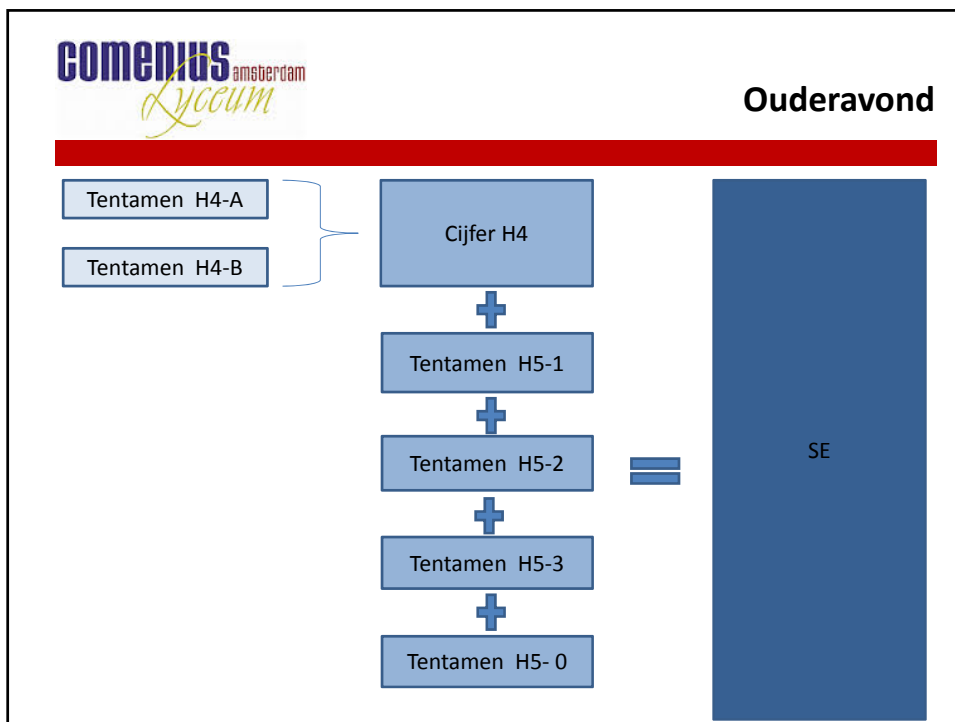 comenius amsterdam
Lyceum
Ouderavond
Tentamen H4-A
Tentamen H4-B
Cijfer H4
Tentamen H5-1
Tentamen H5-2
Tentamen H5-3
Tentamen H5- 0
SE